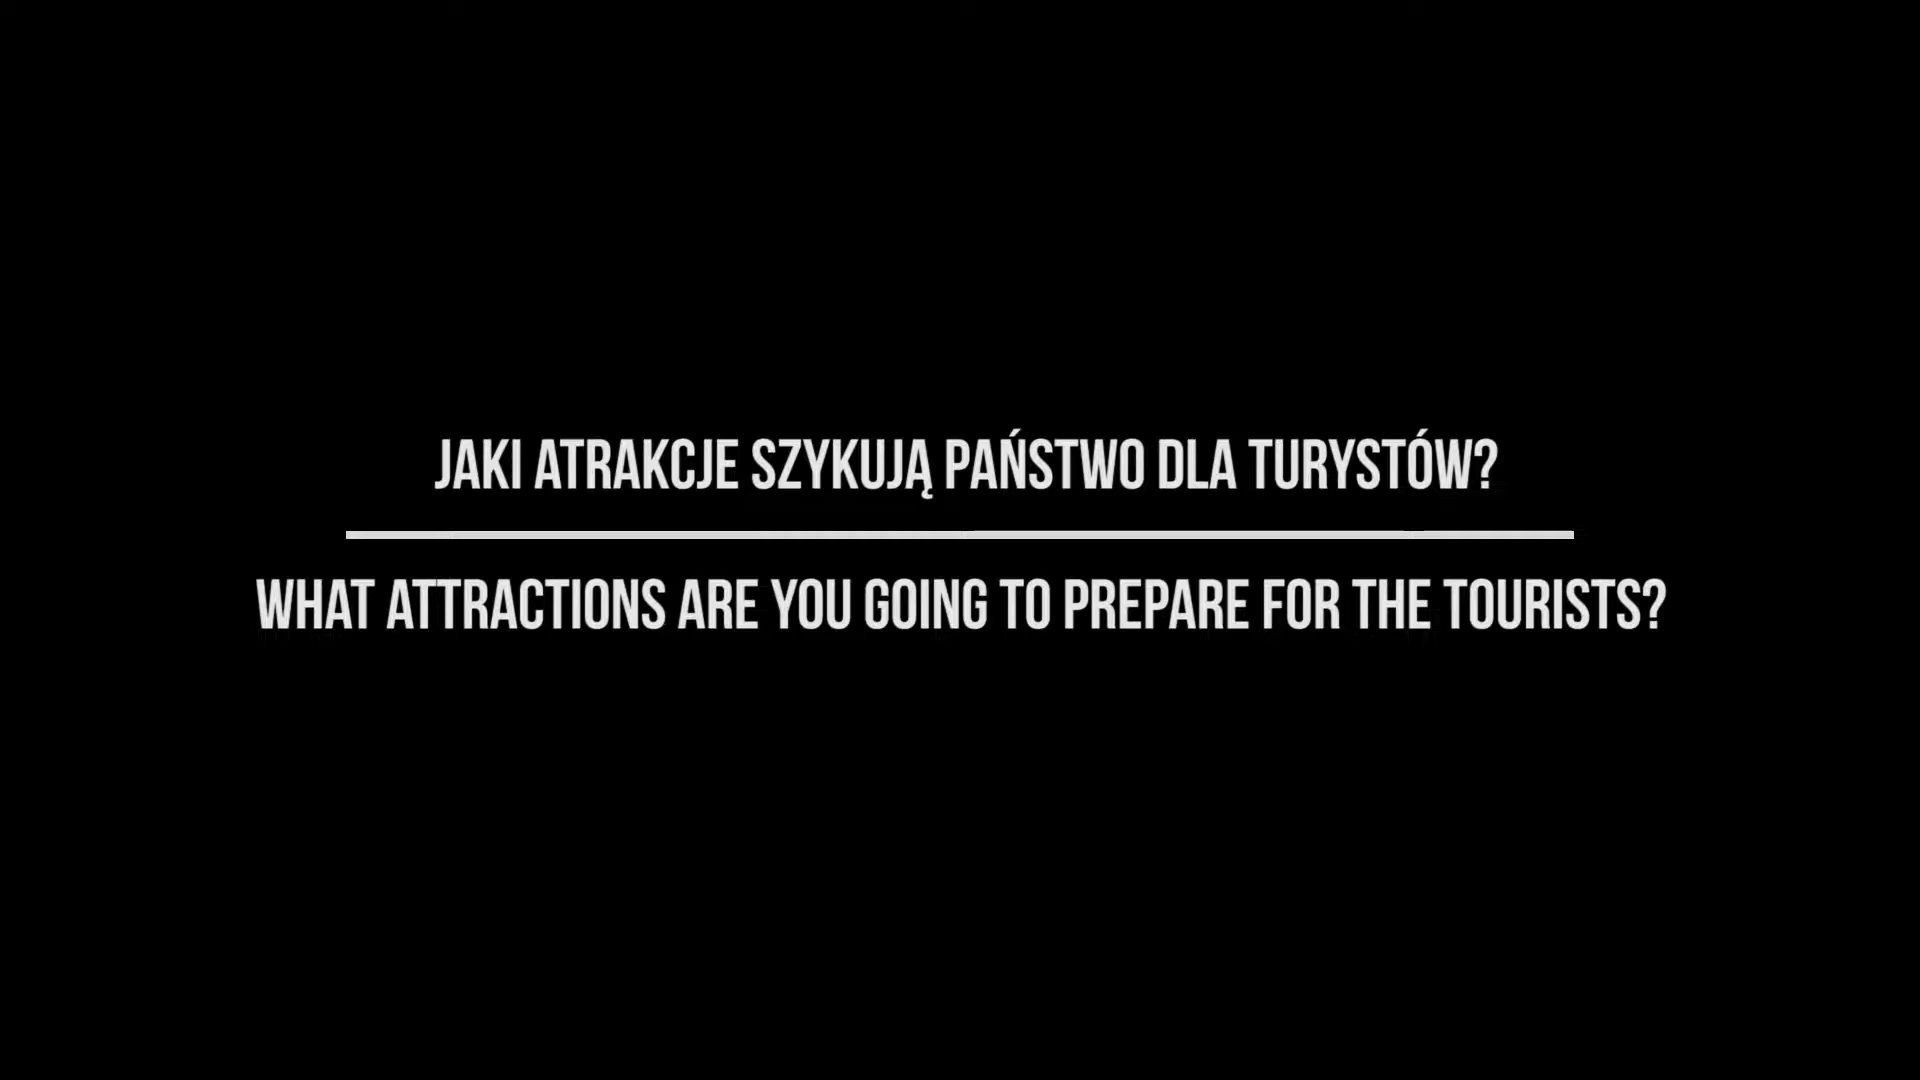 JAKI ATRAKCJE SZYKUJĄ PAŃSTWO DLA TURYSTÓW?
WHAT ATTRACTIONS ARE YOU GOING TO PREPARE FOR THE TOURISTS?